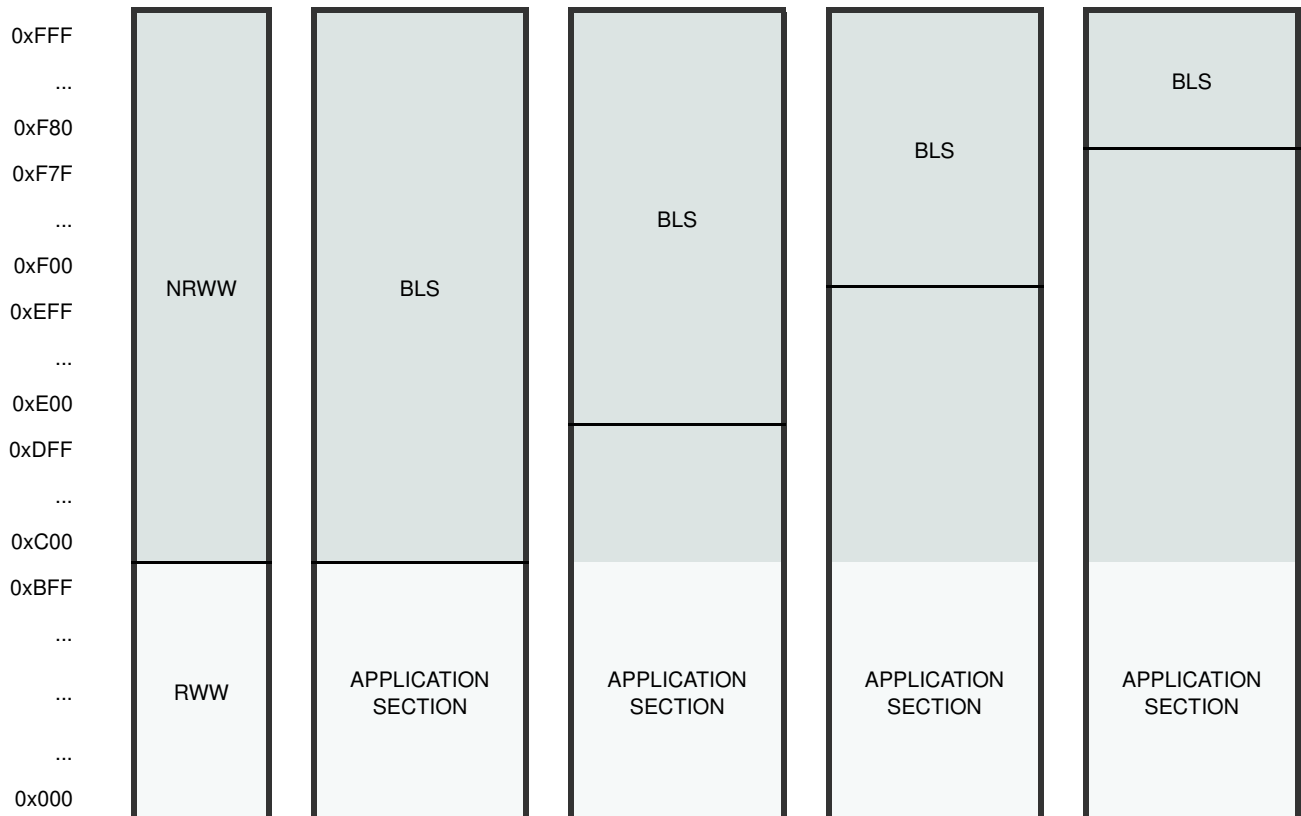 0xFFF
...
BLS
0xF80
BLS
0xF7F
...
BLS
0xF00
NRWW
BLS
0xEFF
...
0xE00
0xDFF
...
0xC00
0xBFF
...
...
RWW
APPLICATION
SECTION
APPLICATION
SECTION
APPLICATION
SECTION
APPLICATION
SECTION
...
0x000